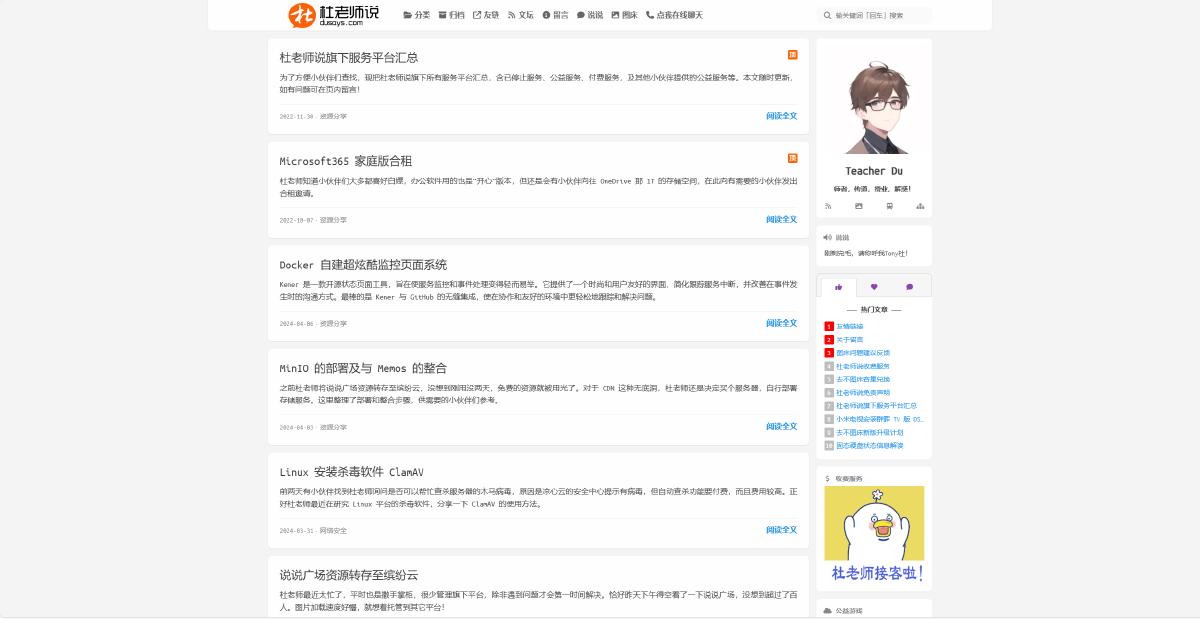 杜老师说
dusays.com
分类 归档 友链 文坛 留言 说说 图床 点我在线聊天
输关键词「回车」搜索
杜老师说旗下服务平台汇总
顶
为了方便小伙伴们查找，现把杜老师说旗下所有服务平台汇总，含已停止服务、公益服务、付费服务，及其他小伙伴提供的公益服务等。本文随时更新，
如有问题可在页内留言！
2022-11-30 · 资源分享
阅读全文
Microsoft365 家庭版合租
顶
杜老师知道小伙伴们大多都喜好白嫖，办公软件用的也是“开心”版本，但还是会有小伙伴向往 OneDrive 那 1T 的存储空间，在此向有需要的小伙伴发出
合租邀请。
2022-10-07 · 资源分享
阅读全文
Docker 自建超炫酷监控页面系统
Kener 是一款开源状态页面工具，旨在使服务监控和事件处理变得轻而易举。它提供了一个时尚和用户友好的界面，简化跟踪服务中断，并改善在事件发
生时的沟通方式。最棒的是 Kener 与 GitHub 的无缝集成，使在协作和友好的环境中更轻松地跟踪和解决问题。
2024-04-06 · 资源分享
阅读全文
MinIO 的部署及与 Memos 的整合
之前杜老师将说说广场资源转存至缤纷云，没想到刚用没两天，免费的资源就被用光了。对于 CDN 这种无底洞，杜老师还是决定买个服务器，自行部署
存储服务。这里整理了部署和整合步骤，供需要的小伙伴们参考。
2024-04-03 · 资源分享
阅读全文
Linux 安装杀毒软件 ClamAV
前两天有小伙伴找到杜老师询问是否可以帮忙查杀服务器的木马病毒，原因是凉心云的安全中心提示有病毒，但自动查杀功能要付费，而且费用较高。正
好杜老师最近在研究 Linux 平台的杀毒软件，分享一下 ClamAV 的使用方法。
2024-03-31 · 网络安全
阅读全文
说说广场资源转存至缤纷云
杜老师最近太忙了，平时也是撒手掌柜，很少管理旗下平台，除非遇到问题才会第一时间解决。恰好昨天下午得空看了一下说说广场，没想到超过了百
人。图片加载速度好慢，就想着托管到其它平台！
Teacher Du
师者，传道，授业，解惑！
说说
刚剃完毛，请称呼我Tony杜！
热门文章
1 友情链接
2 关于留言
3 图床问题建议反馈
4 杜老师说收费服务
5 去不图床容量兑换
6 杜老师说免责声明
7 杜老师说旗下服务平台汇总
8 小米电视安装群晖 TV 版 DS…
9 去不图床新版升级计划
10 固态硬盘状态信息解读
收费服务
杜老师接客啦！
公益游戏